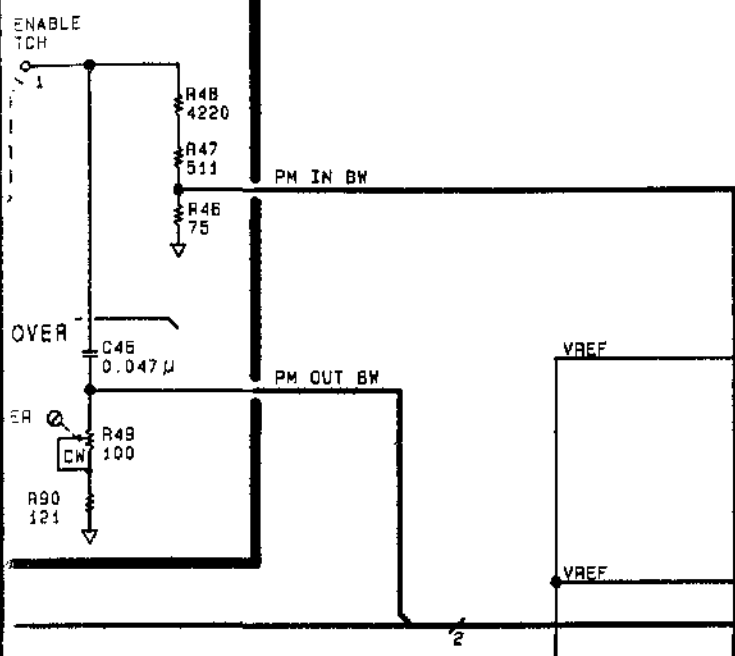 ENABLE
TCH
1
R48
4220
R47
511
PM IN BW
R46
75
OVER
C45
0.047µ
VREF
PM OUT BW
ER
R49
100
CW
R90
121
VREF
2